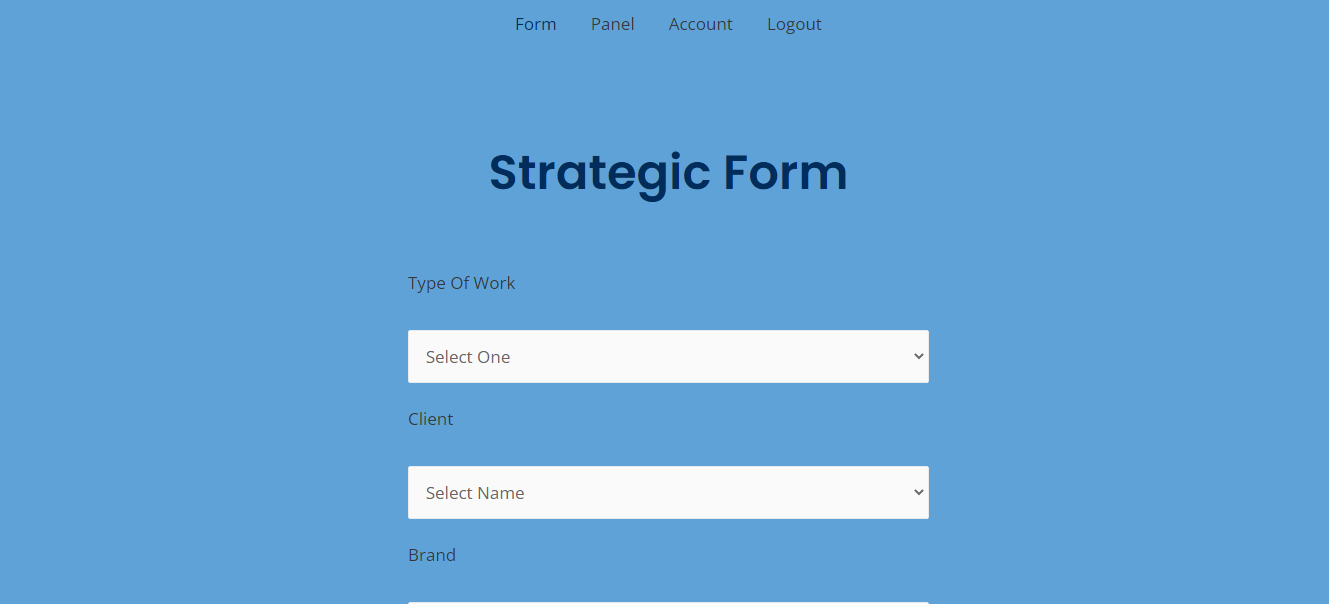 Form Panel Account Logout
Strategic Form
Type Of Work
Select One
Client
Select Name
Brand